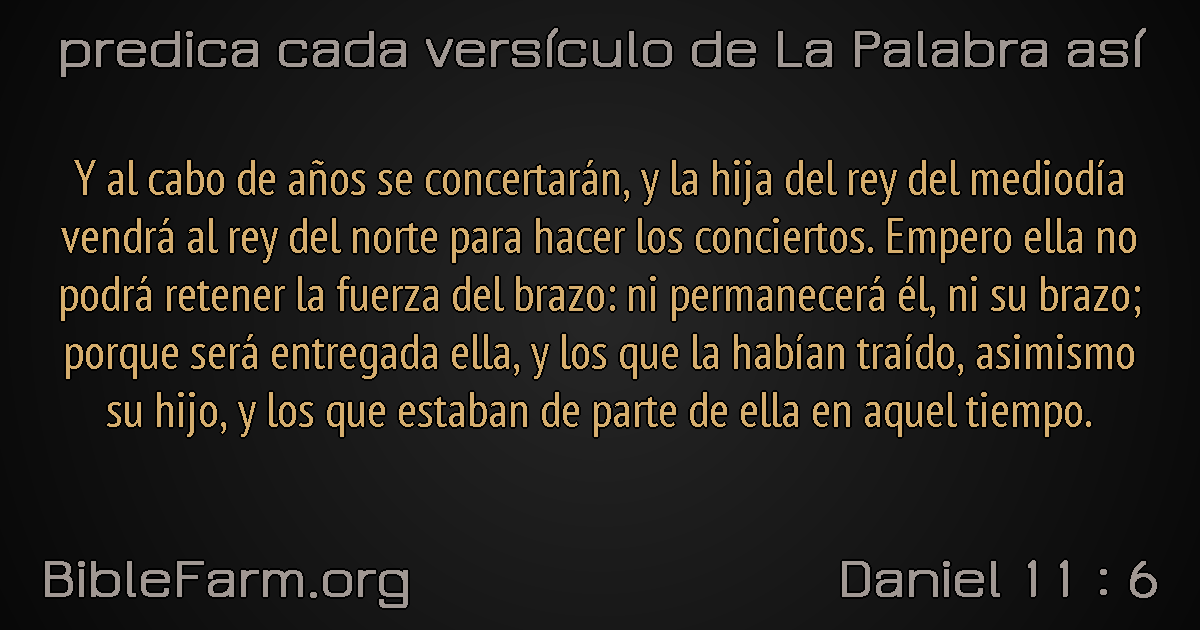 predica cada versículo de La Palabra así
Y al cabo de años se concertarán, y la hija del rey del mediodía
vendrá al rey del norte para hacer los conciertos. Empero ella no
podrá retener la fuerza del brazo: ni permanecerá él, ni su brazo;
porque será entregada ella, y los que la habían traído, asimismo
su hijo, y los que estaban de parte de ella en aquel tiempo.
BibleFarm.org
Daniel 11 : 6